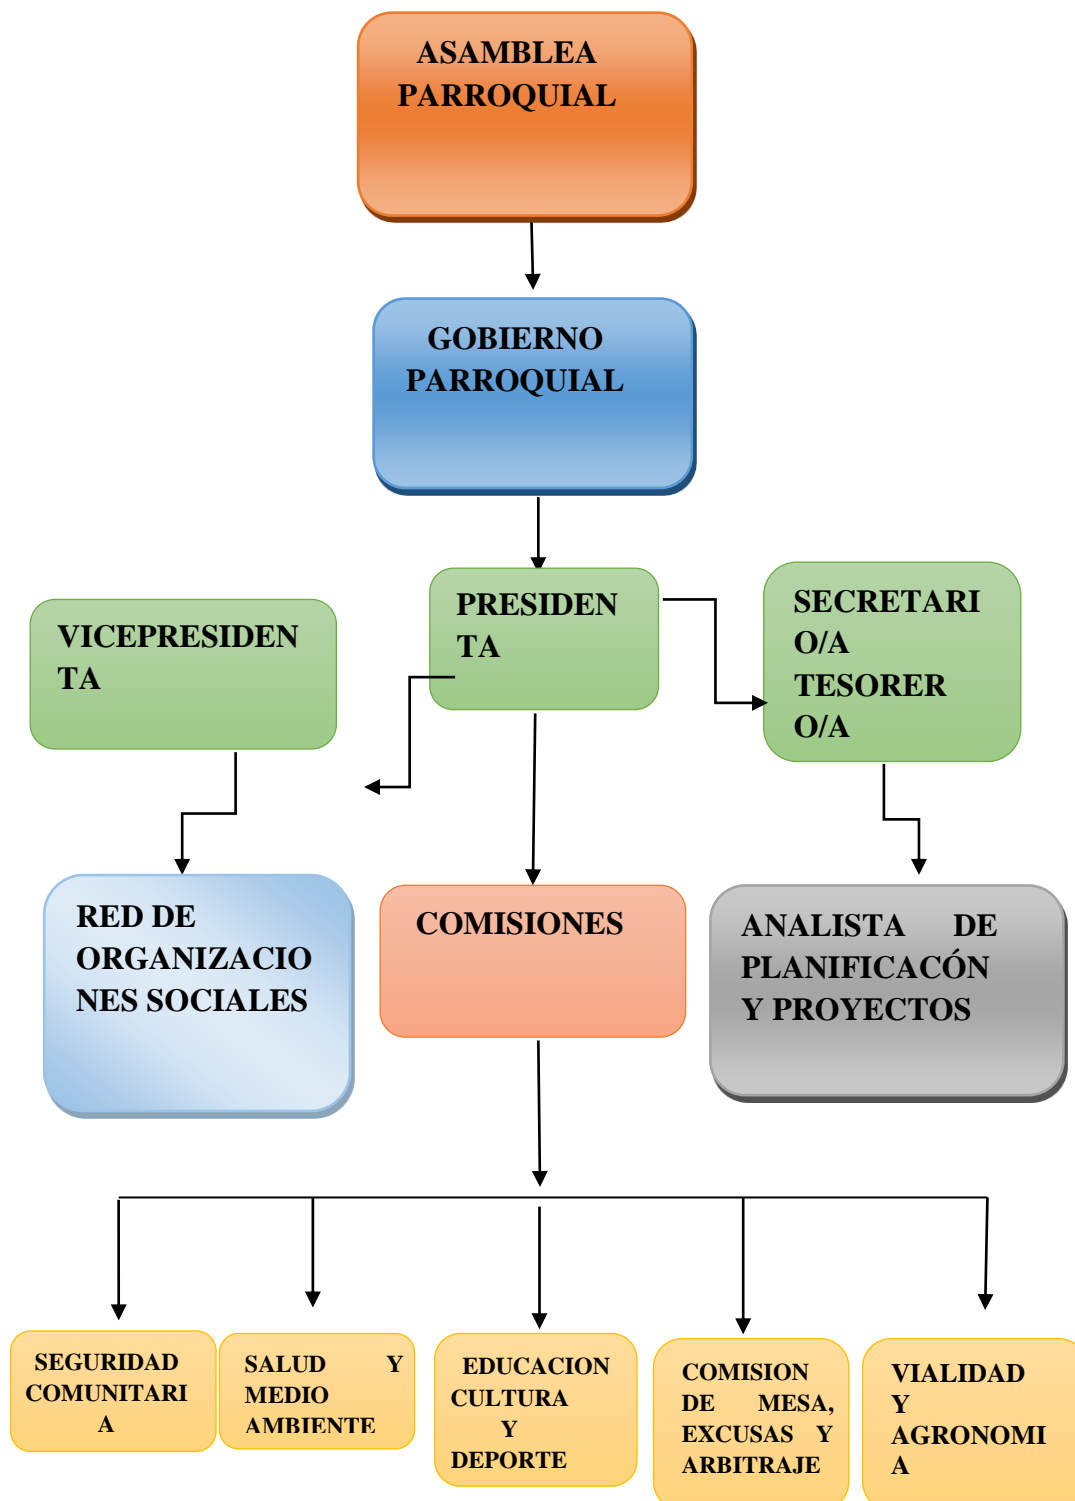 ASAMBLEA
PARROQUIAL
GOBIERNO
PARROQUIAL
VICEPRESIDEN
TA
PRESIDEN
TA
SECRETARI
O/A
TESORER
O/A
RED DE
ORGANIZACIO
NES SOCIALES
COMISIONES
ANALISTA DE
PLANIFICACÓN
Y PROYECTOS
SEGURIDAD
COMUNITARI
A
SALUD Y
MEDIO
AMBIENTE
EDUCACION
CULTURA
Y
DEPORTE
COMISION
DE MESA,
EXCUSAS Y
ARBITRAJE
VIALIDAD
Y
AGRONOMI
A